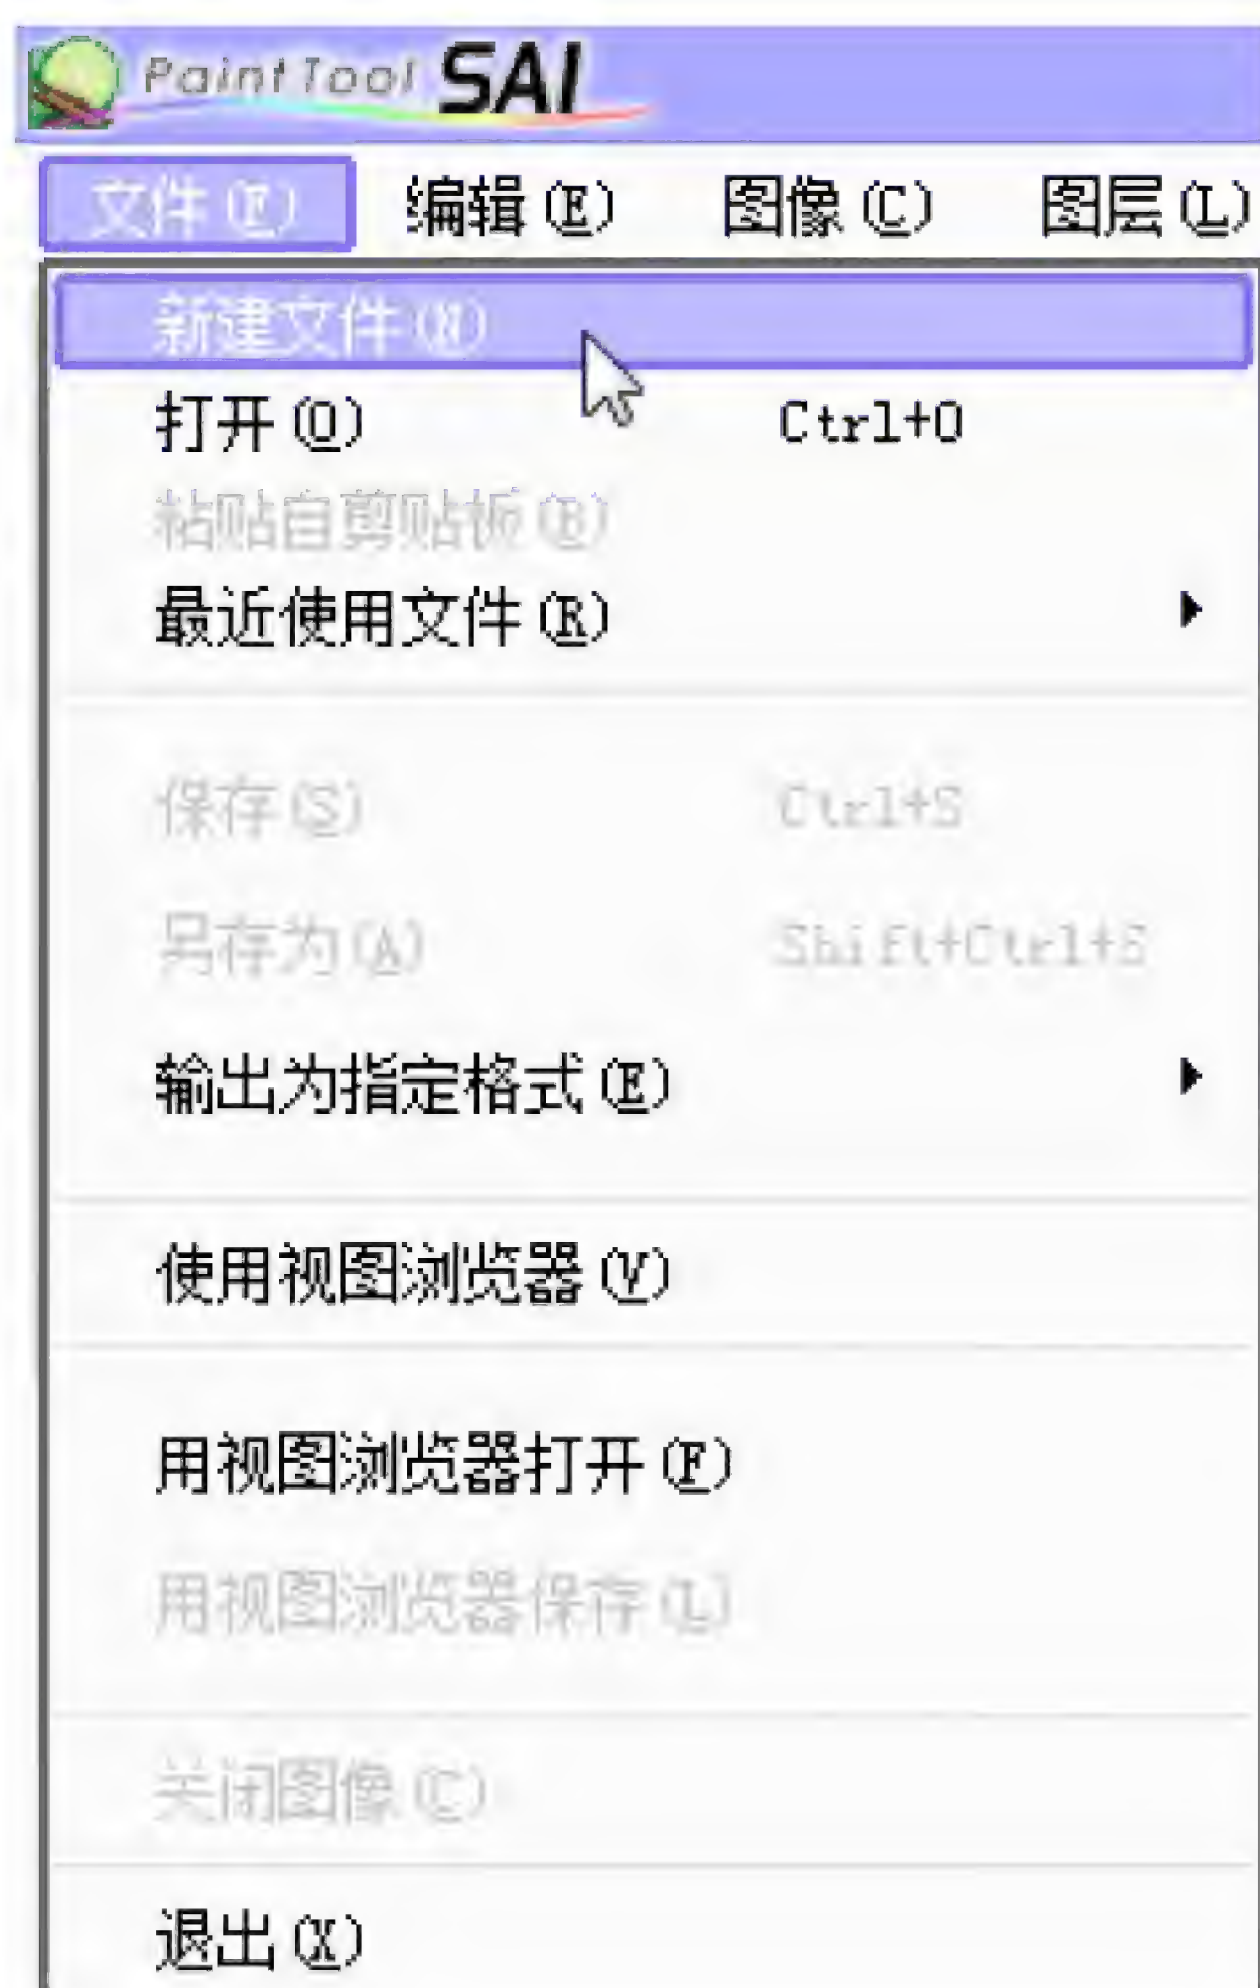 PaintTool SAI
文件(F) 编辑(E) 图像(C) 图层(L)
新建文件(N)
打开(O) Ctrl+O
粘贴自剪贴板(B)
最近使用文件(R)
保存(S) Ctrl+S
另存为(A) Shift+Ctrl+S
输出为指定格式(E)
使用视图浏览器(V)
用视图浏览器打开(F)
用视图浏览器保存(L)
关闭图像(C)
退出(X)